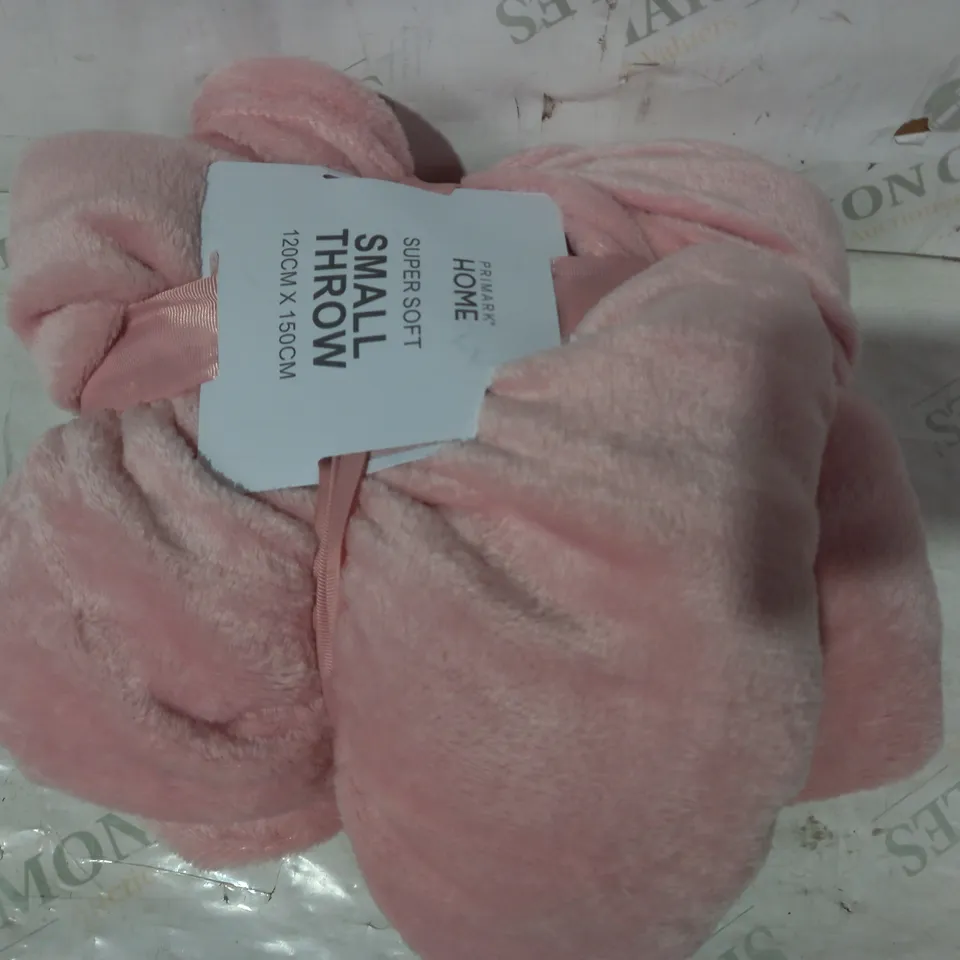 PRIMARK®
HOME
SUPER SOFT
SMALL
THROW
120CM X 150CM